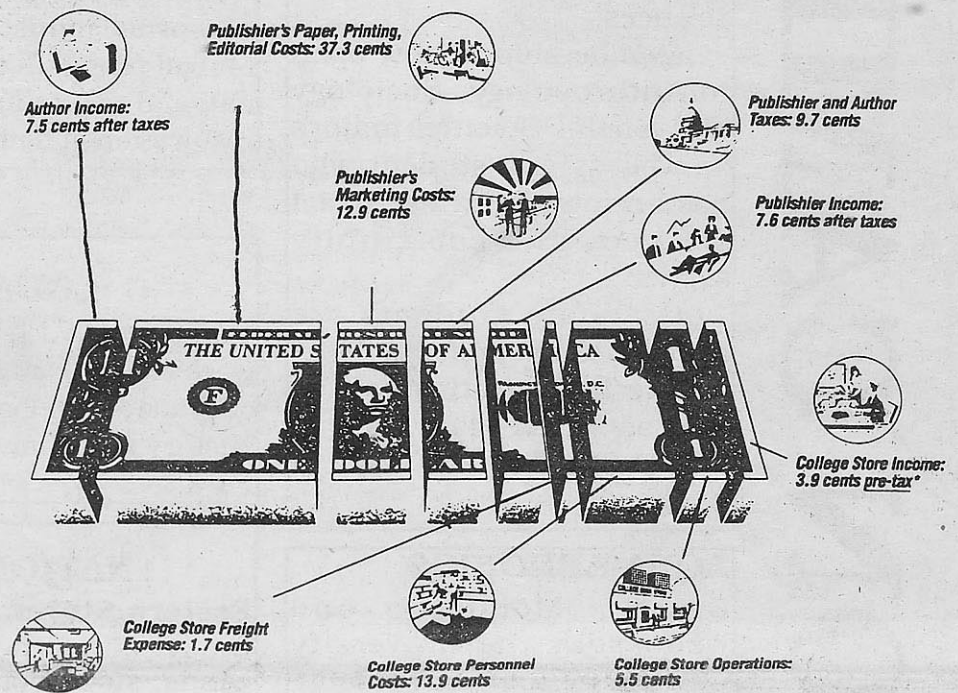 Publishier's Paper, Printing,
Editorial Costs: 37.3 cents
Author Income:
7.5 cents after taxes
Publishier and Author
Taxes: 9.7 cents
Publishier's
Marketing Costs:
12.9 cents
Publishier Income:
7.6 cents after taxes
THE UNITED STATES OF AMERICA
F
ONE DOLLAR
College Store Income:
3.9 cents pre-tax*
College Store Freight
Expense: 1.7 cents
College Store Personnel
Costs: 13.9 cents
College Store Operations:
5.5 cents